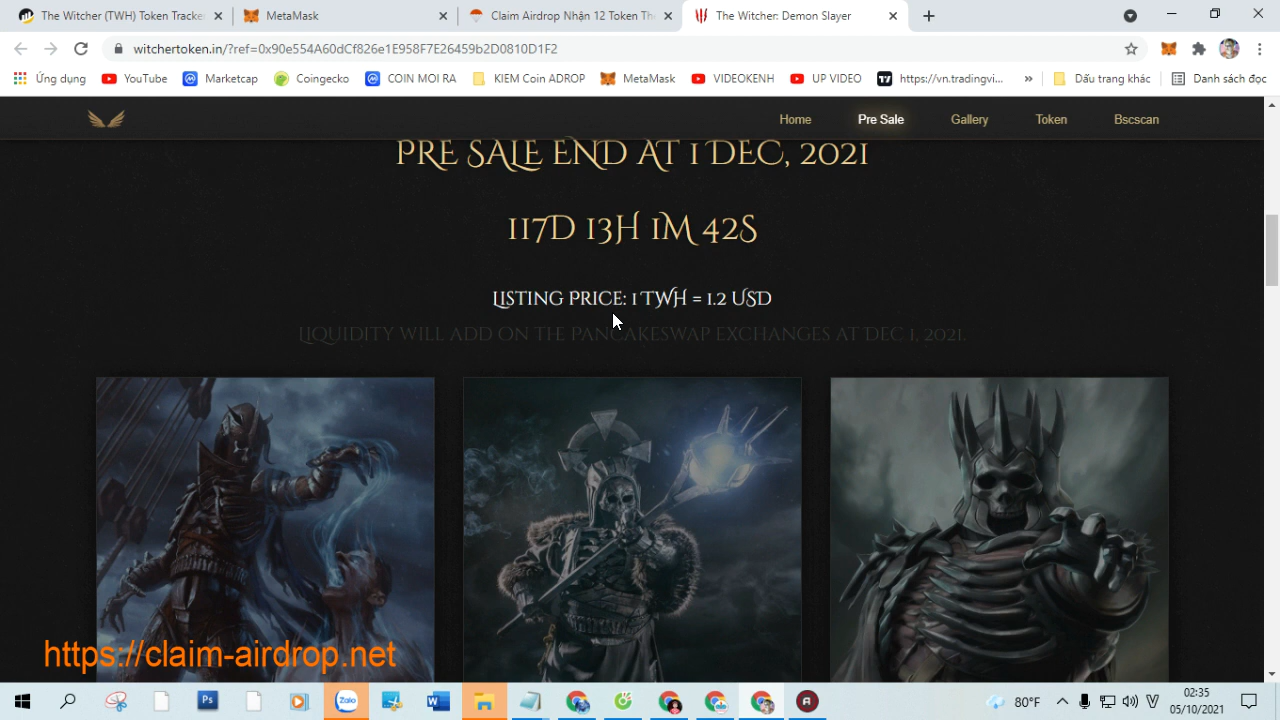 The Witcher (TWH) Token Tracke
MetaMask
Claim Airdrop Nhận 12 Token Th
The Witcher: Demon Slayer
witchertoken.in/?ref=0x90e554A60dCf826e1E958F7E26459b2D0810D1F2
Ứng dụng
YouTube
Marketcap
Coingecko
COIN MOI RA
KIEM Coin ADROP
MetaMask
VIDEOKENH
UP VIDEO
https://vn.tradingvi...
»
Dấu trang khác
Danh sách đọc
Home
Pre Sale
Gallery
Token
Bscscan
PRE SALE END AT 1 DEC, 2021
117D 13H 1M 42S
LISTING PRICE: 1 TWH = 1.2 USD
LIQUIDITY WILL ADD ON THE PANCAKESWAP EXCHANGES AT DEC 1, 2021.
https://claim-airdrop.net
80°F
02:35
05/10/2021